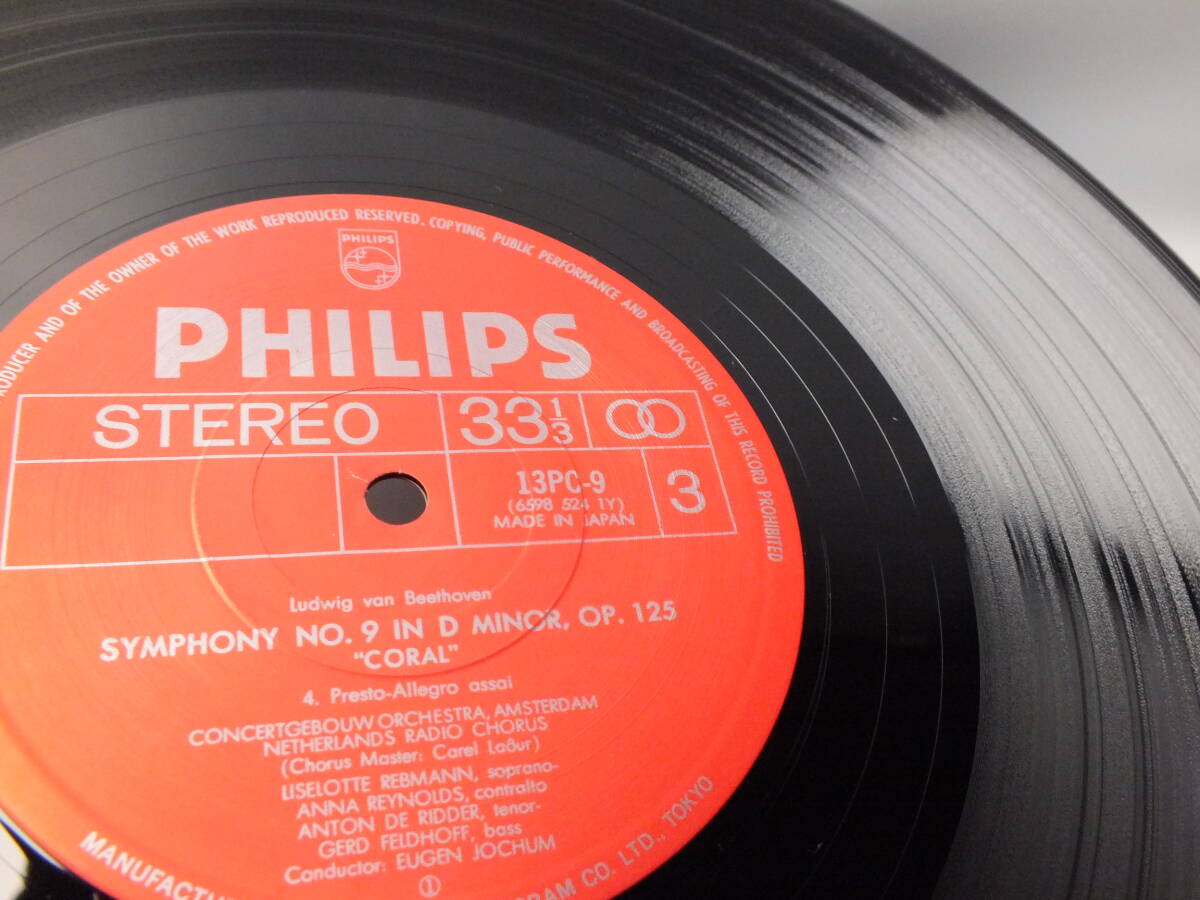 RODUCER AND OF THE OWNER OF THE WORK REPRODUCED RESERVED. COPYING, PUBLIC PERFORMANCE AND BROADCASTING OF THIS RECORD PROHIBITED
PHILIPS
PHILIPS
STEREO
33 1/3
13PC-9
(6598 524 1Y)
MADE IN JAPAN
3
Ludwig van Beethoven
SYMPHONY NO. 9 IN D MINOR, OP. 125
"CORAL"
4. Presto-Allegro assai
CONCERTGEBOUW ORCHESTRA, AMSTERDAM
NETHERLANDS RADIO CHORUS
(Chorus Master: Carel Laôur)
LISELOTTE REBMANN, soprano-
ANNA REYNOLDS, contralto
ANTON DE RIDDER, tenor-
GERD FELDHOFF, bass
Conductor: EUGEN JOCHUM
①
MANUFACTU
GRAM CO. LTD., TOKYO